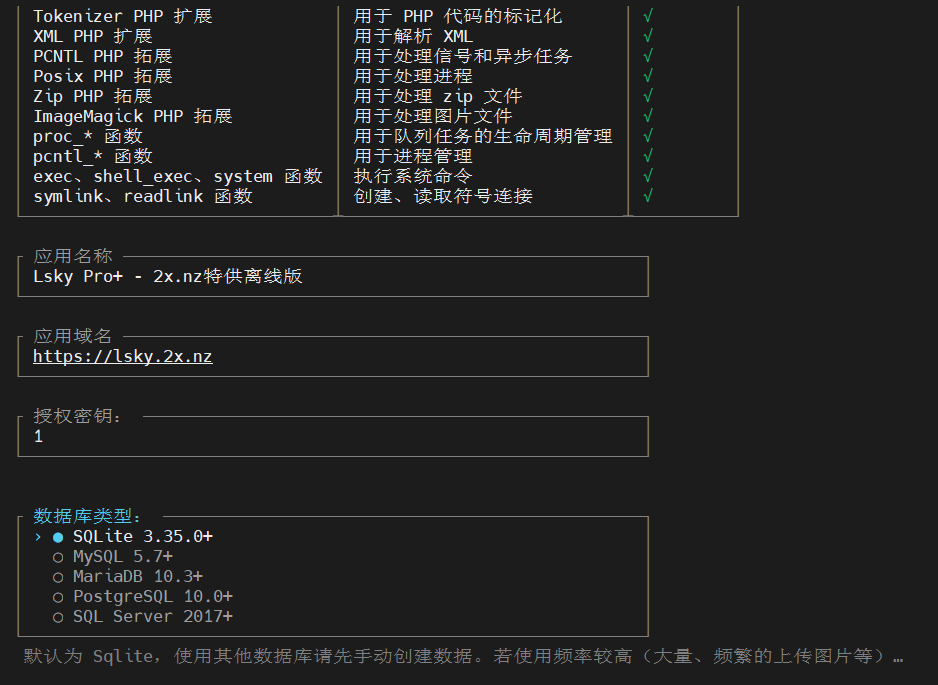 Tokenizer PHP 扩展 用于 PHP 代码的标记化 √
XML PHP 扩展 用于解析 XML √
PCNTL PHP 拓展 用于处理信号和异步任务 √
Posix PHP 拓展 用于处理进程 √
Zip PHP 拓展 用于处理 zip 文件 √
ImageMagick PHP 拓展 用于处理图片文件 √
proc_* 函数 用于队列任务的生命周期管理 √
pcntl_* 函数 用于进程管理 √
exec、shell_exec、system 函数 执行系统命令 √
symlink、readlink 函数 创建、读取符号连接 √
应用名称
Lsky Pro+ - 2x.nz特供离线版
应用域名
https://lsky.2x.nz
授权密钥：
1
数据库类型：
› ● SQLite 3.35.0+
○ MySQL 5.7+
○ MariaDB 10.3+
○ PostgreSQL 10.0+
○ SQL Server 2017+
默认为 Sqlite，使用其他数据库请先手动创建数据。若使用频率较高（大量、频繁的上传图片等）…